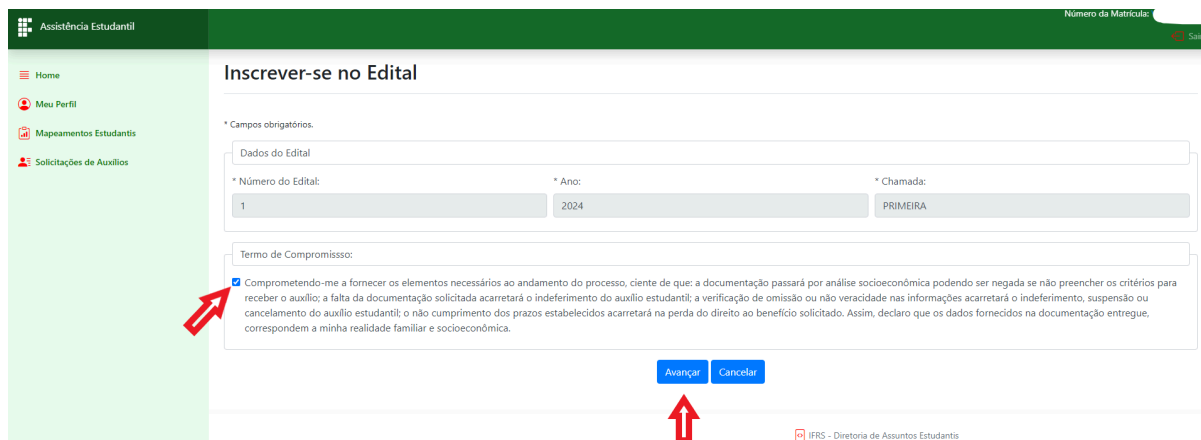 Assistência Estudantil
Número da Matrícula:
Sair
Home
Meu Perfil
Mapeamentos Estudantis
Solicitações de Auxílios
Inscrever-se no Edital
* Campos obrigatórios.
Dados do Edital
* Número do Edital: * Ano: * Chamada:
1 2024 PRIMEIRA
Termo de Compromissso:
Comprometendo-me a fornecer os elementos necessários ao andamento do processo, ciente de que: a documentação passará por análise socioeconômica podendo ser negada se não preencher os critérios para
receber o auxílio; a falta da documentação solicitada acarretará o indeferimento do auxílio estudantil; a verificação de omissão ou não veracidade nas informações acarretará o indeferimento, suspensão ou
cancelamento do auxílio estudantil; o não cumprimento dos prazos estabelecidos acarretará na perda do direito ao benefício solicitado. Assim, declaro que os dados fornecidos na documentação entregue,
correspondem a minha realidade familiar e socioeconômica.
Avançar Cancelar
IFRS - Diretoria de Assuntos Estudantis